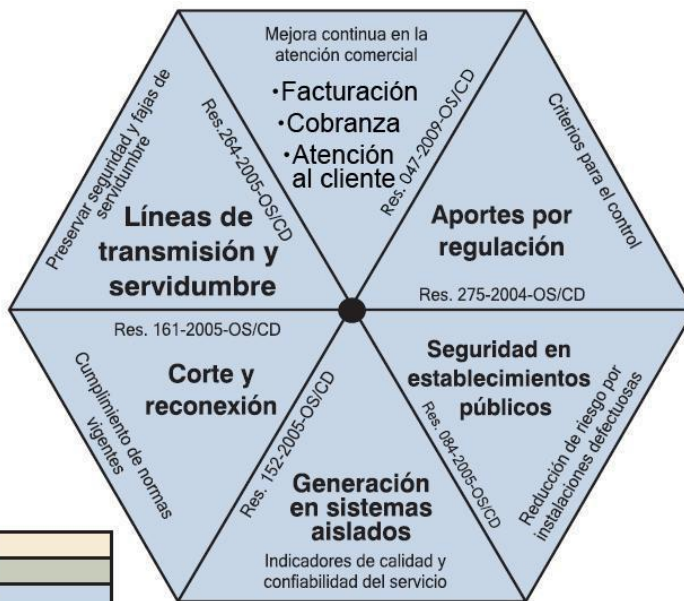 Mejora continua en la
atención comercial
·Facturación
·Cobranza
·Atención
al cliente
Res. 047-2009-OS/CD
Preservar seguridad y fajas de
servidumbre
Res.264-2005-OS/CD
Líneas de
transmisión y
servidumbre
Criterios para el control
Aportes por
regulación
Res. 275-2004-OS/CD
Res. 161-2005-OS/CD
Corte y
reconexión
Cumplimiento de normas
vigentes
Seguridad en
establecimientos
públicos
Res. 084-2005-OS/CD
Reducción de riesgo por
instalaciones defectuosas
Res. 152-2005-OS/CD
Generación
en sistemas
aislados
Indicadores de calidad y
confiabilidad del servicio